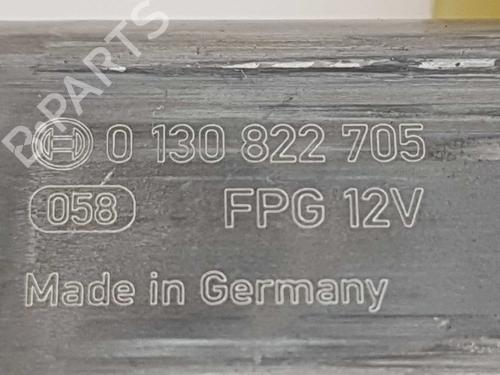 B-PARTS
0 130 822 705
058 FPG 12V
Made in Germany